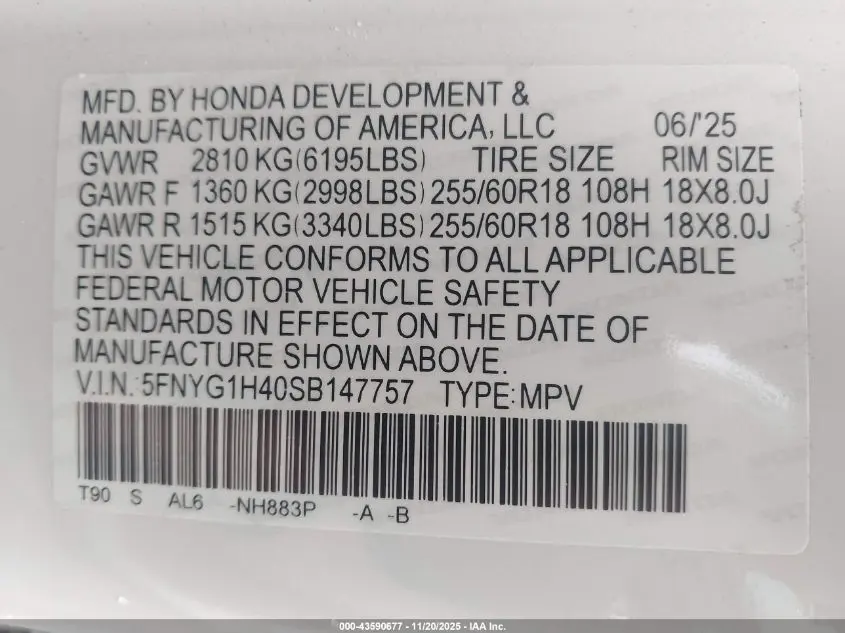 MFD. BY HONDA DEVELOPMENT &
MANUFACTURING OF AMERICA, LLC 06/'25
GVWR 2810 KG(6195LBS) TIRE SIZE RIM SIZE
GAWR F 1360 KG(2998LBS) 255/60R18 108H 18X8.0J
GAWR R 1515 KG(3340LBS) 255/60R18 108H 18X8.0J
THIS VEHICLE CONFORMS TO ALL APPLICABLE
FEDERAL MOTOR VEHICLE SAFETY
STANDARDS IN EFFECT ON THE DATE OF
MANUFACTURE SHOWN ABOVE.
V.I.N.: 5FNYG1H40SB147757 TYPE: MPV
T90 S AL6 -NH883P -A -B
000-43590677 - 11/20/2025 - IAA Inc.